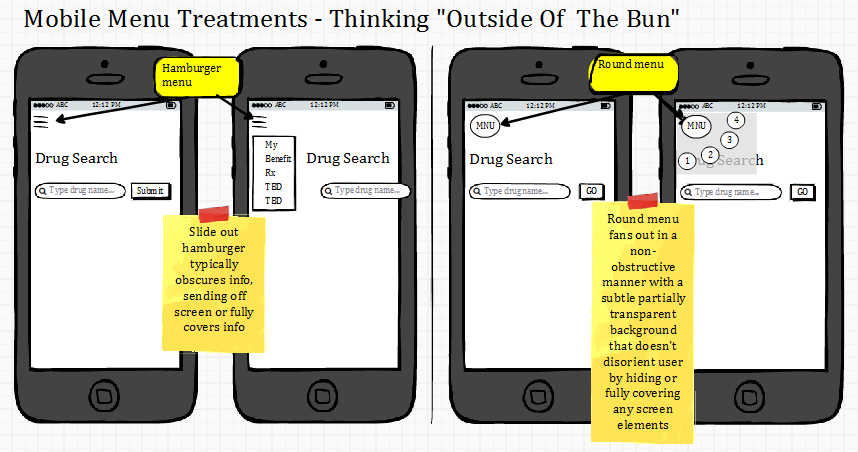 Mobile Menu Treatments - Thinking "Outside Of The Bun"
Hamburger
menu
●●●●○ ABC 12:12 PM
Drug Search
Type drug name...
Submit
●●●●○ ABC 12:12 PM
My
Benefit
Rx
TBD
TBD
Drug Search
Type drug name...
Slide out
hamburger
typically
obscures info,
sending off
screen or fully
covers info
Round menu
●●●●○ ABC 12:12 PM
MNU
Drug Search
Type drug name...
GO
●●●●○ ABC 12:12 PM
MNU
4
3
2
1
Drug Search
Type drug name...
GO
Round menu
fans out in a
non-
obstructive
manner with a
subtle partially
transparent
background
that doesn't
disorient user
by hiding or
fully covering
any screen
elements